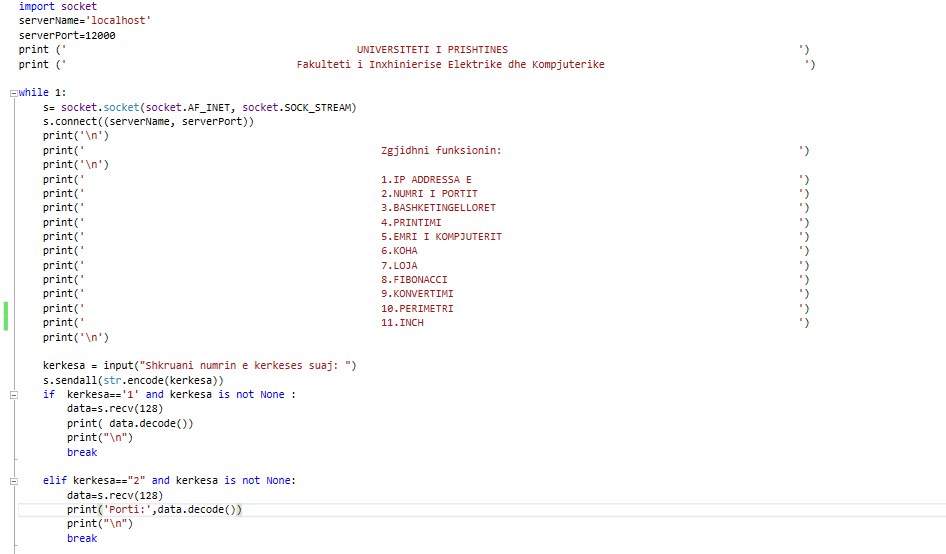 import socket
serverName='localhost'
serverPort=12000
print ('                                                UNIVERSITETI I PRISHTINES                                                ')
print ('                                      Fakulteti i Inxhinierise Elektrike dhe Kompjuterike                                 ')
while 1:
    s= socket.socket(socket.AF_INET, socket.SOCK_STREAM)
    s.connect((serverName, serverPort))
    print('\n')
    print('                                                 Zgjidhni funksionin:                                                 ')
    print('\n')
    print('                                                 1.IP ADDRESSA E                                                      ')
    print('                                                 2.NUMRI I PORTIT                                                     ')
    print('                                                 3.BASHKETINGELLORET                                                  ')
    print('                                                 4.PRINTIMI                                                           ')
    print('                                                 5.EMRI I KOMPJUTERIT                                                 ')
    print('                                                 6.KOHA                                                               ')
    print('                                                 7.LOJA                                                               ')
    print('                                                 8.FIBONACCI                                                          ')
    print('                                                 9.KONVERTIMI                                                         ')
    print('                                                 10.PERIMETRI                                                         ')
    print('                                                 11.INCH                                                              ')
    print('\n')
    kerkesa = input("Shkruani numrin e kerkeses suaj: ")
    s.sendall(str.encode(kerkesa))
    if  kerkesa=='1' and kerkesa is not None :
        data=s.recv(128)
        print( data.decode())
        print("\n")
        break
    elif kerkesa=="2" and kerkesa is not None:
        data=s.recv(128)
        print('Porti:',data.decode())
        print("\n")
        break